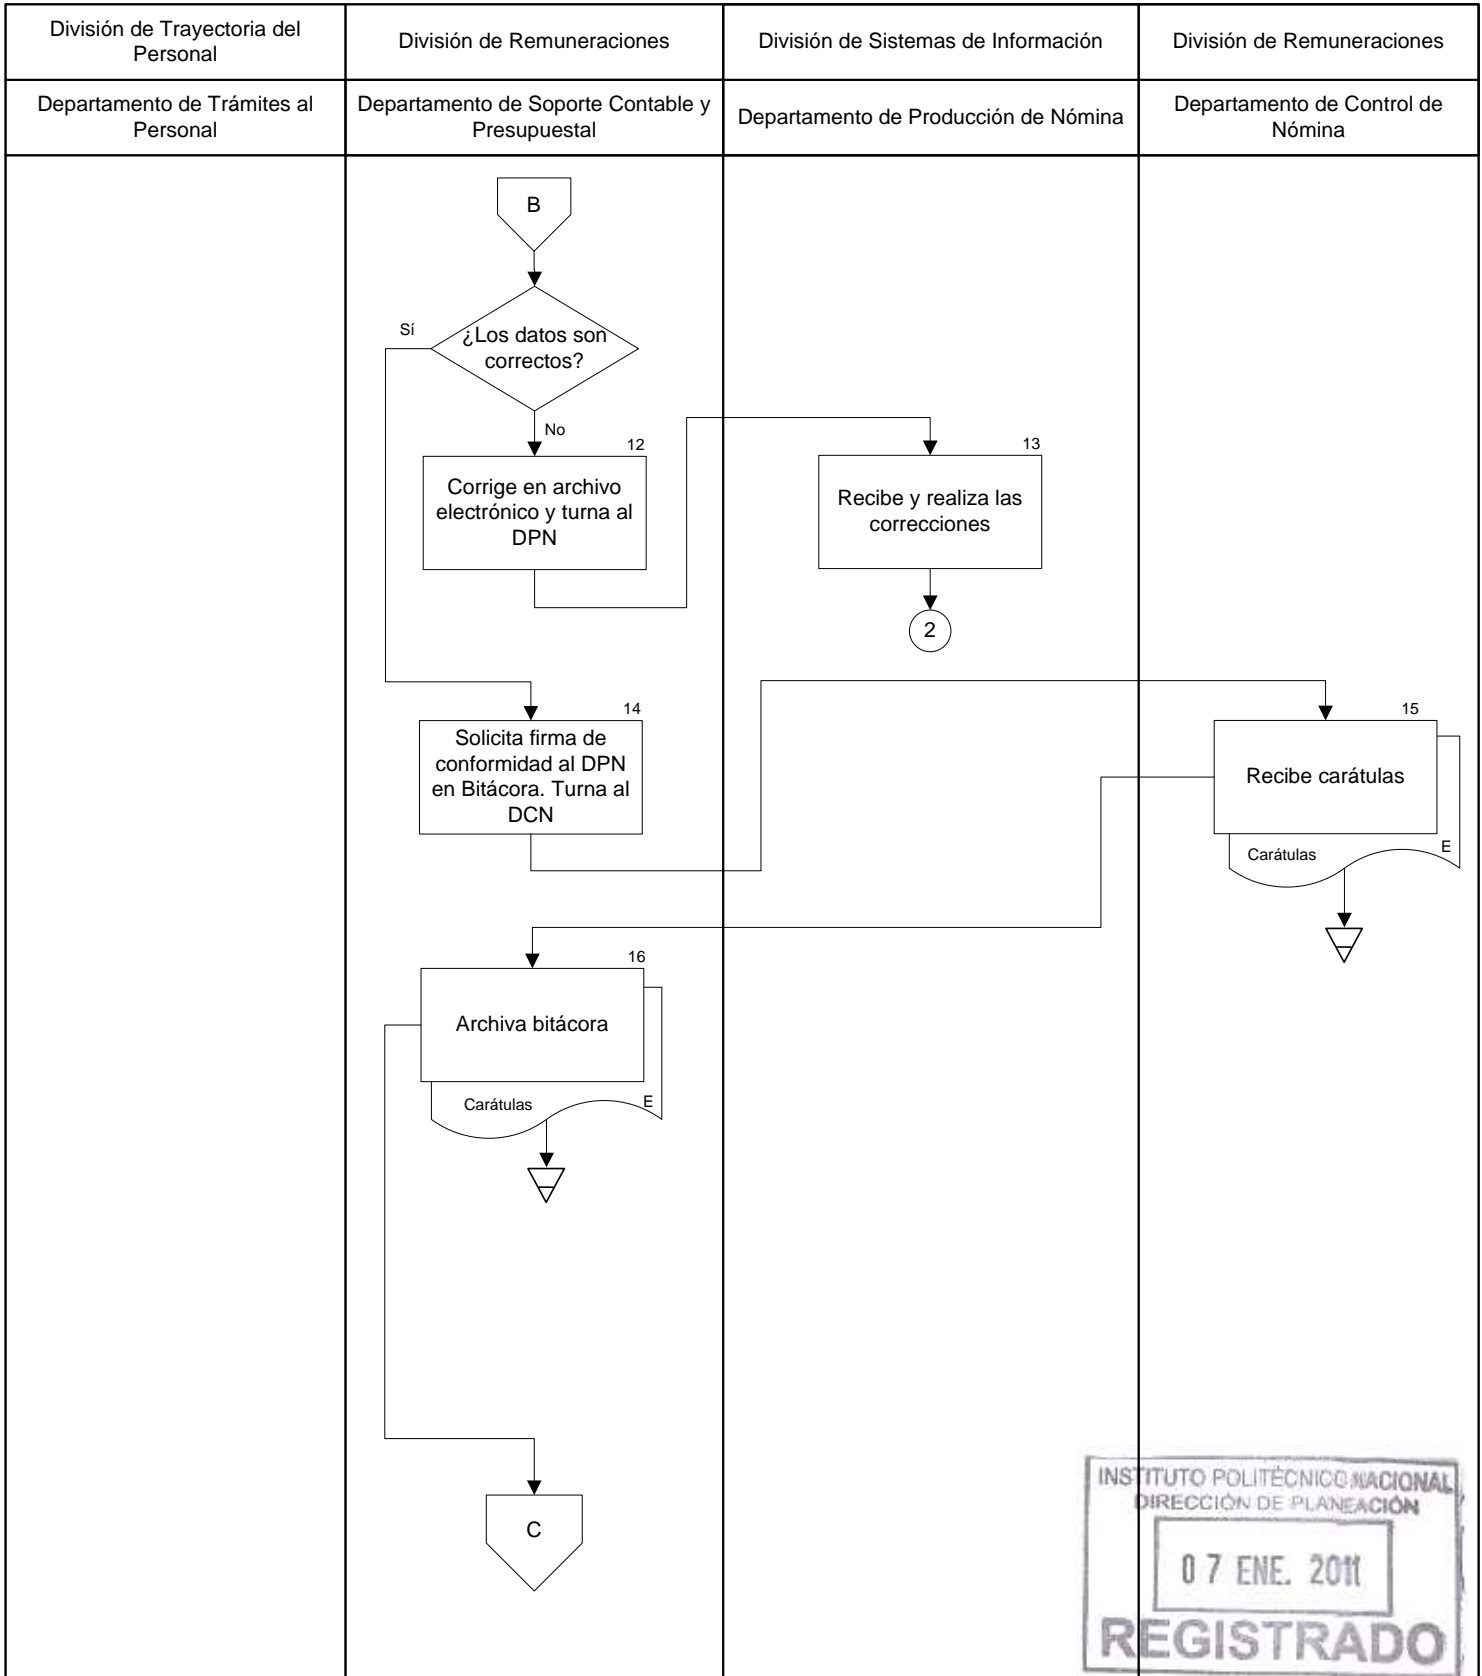 División de Trayectoria del
Personal
División de Remuneraciones
División de Sistemas de Información
División de Remuneraciones
Departamento de Trámites al
Personal
Departamento de Soporte Contable y
Presupuestal
Departamento de Producción de Nómina
Departamento de Control de
Nómina
B
¿Los datos son
correctos?
Sí
No
12
Corrige en archivo
electrónico y turna al
DPN
13
Recibe y realiza las
correcciones
2
14
Solicita firma de
conformidad al DPN
en Bitácora. Turna al
DCN
15
Recibe carátulas
Carátulas
E
16
Archiva bitácora
Carátulas
E
C
INSTITUTO POLITÉCNICO NACIONAL
DIRECCIÓN DE PLANEACIÓN
07 ENE. 2011
REGISTRADO